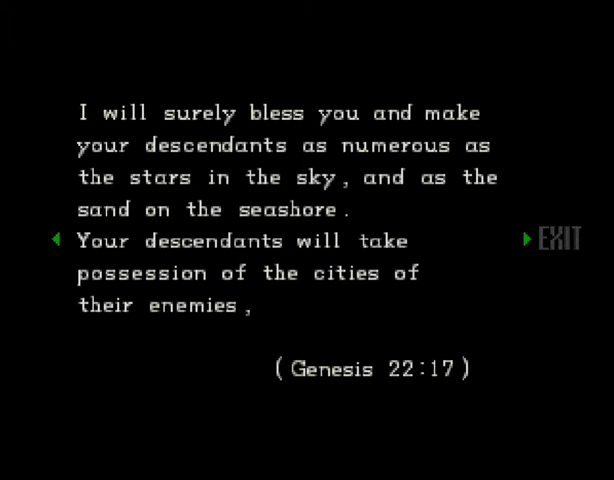 I will surely bless you and make
your descendants as numerous as
the stars in the sky, and as the
sand on the seashore.
Your descendants will take
possession of the cities of
their enemies,
EXIT
(Genesis 22:17)